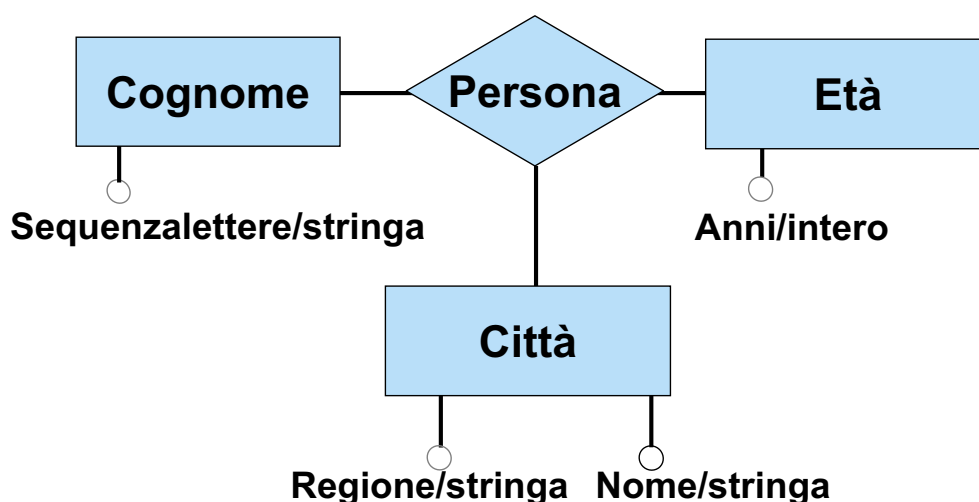 Cognome
Persona
Età
Sequenzalettere/stringa
Anni/intero
Città
Regione/stringa
Nome/stringa